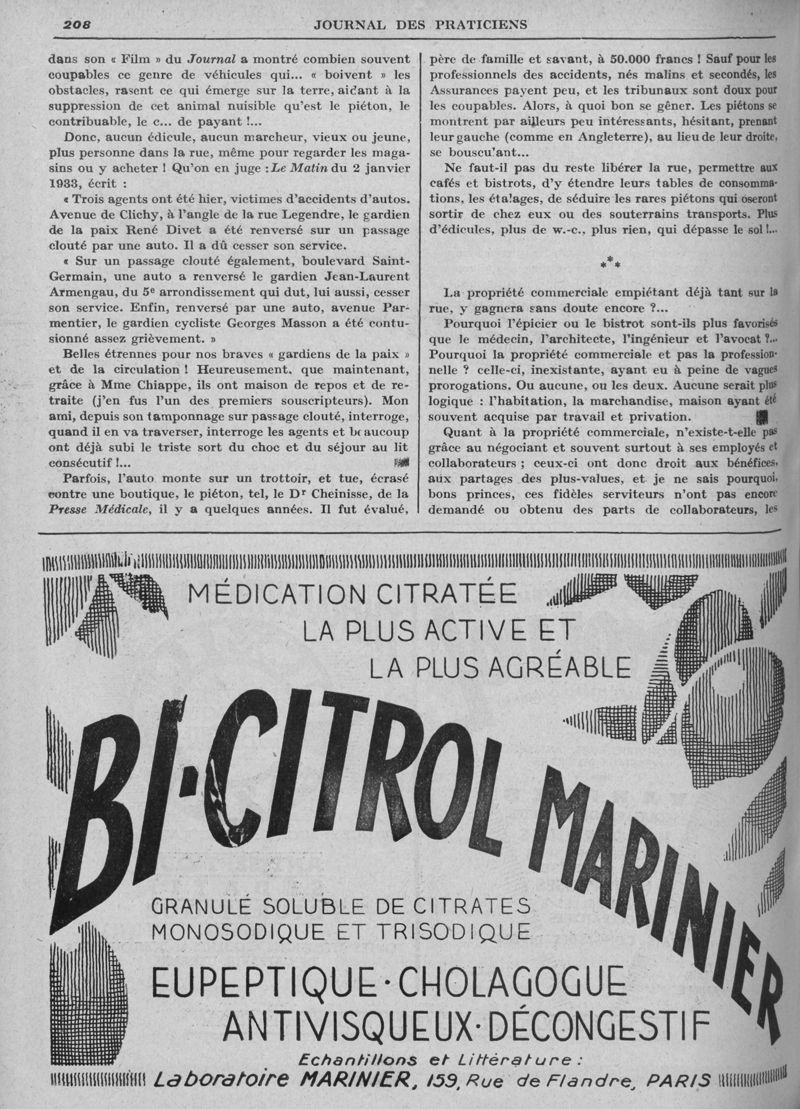 208
JOURNAL DES PRATICIENS
dans son « Film » du Journal a montré combien souvent
coupables ce genre de véhicules qui... « boivent » les
obstacles, rasent ce qui émerge sur la terre, aidant à la
suppression de cet animal nuisible qu'est le piéton, le
contribuable, le c... de payant !...
Donc, aucun édicule, aucun marcheur, vieux ou jeune,
plus personne dans la rue, même pour regarder les maga-
sins ou y acheter ! Qu'on en juge : Le Matin du 2 janvier
1933, écrit :
« Trois agents ont été hier, victimes d'accidents d'autos.
Avenue de Clichy, à l'angle de la rue Legendre, le gardien
de la paix René Divet a été renversé sur un passage
clouté par une auto. Il a dû cesser son service.
« Sur un passage clouté également, boulevard Saint-
Germain, une auto a renversé le gardien Jean-Laurent
Armengau, du 5e arrondissement qui dut, lui aussi, cesser
son service. Enfin, renversé par une auto, avenue Par-
mentier, le gardien cycliste Georges Masson a été contu-
sionné assez grièvement. »
Belles étrennes pour nos braves « gardiens de la paix »
et de la circulation ! Heureusement, que maintenant,
grâce à Mme Chiappe, ils ont maison de repos et de re-
traite (j'en fus l'un des premiers souscripteurs). Mon
ami, depuis son tamponnage sur passage clouté, interroge,
quand il en va traverser, interroge les agents et beaucoup
ont déjà subi le triste sort du choc et du séjour au lit
consécutif !...
Parfois, l'auto monte sur un trottoir, et tue, écrasé
contre une boutique, le piéton, tel, le Dr Cheinisse, de la
Presse Médicale, il y a quelques années. Il fut évalué,
père de famille et savant, à 50.000 francs ! Sauf pour les
professionnels des accidents, nés malins et secondés, les
Assurances payent peu, et les tribunaux sont doux pour
les coupables. Alors, à quoi bon se gêner. Les piétons se
montrent par ailleurs peu intéressants, hésitant, prenant
leur gauche (comme en Angleterre), au lieu de leur droite,
se bouscu'ant...
Ne faut-il pas du reste libérer la rue, permettre aux
cafés et bistrots, d'y étendre leurs tables de consomma-
tions, les étalages, de séduire les rares piétons qui oseront
sortir de chez eux ou des souterrains transports. Plus
d'édicules, plus de w.-c., plus rien, qui dépasse le sol !...
***
La propriété commerciale empiétant déjà tant sur la
rue, y gagnera sans doute encore ?...
Pourquoi l'épicier ou le bistrot sont-ils plus favorisés
que le médecin, l'architecte, l'ingénieur et l'avocat ?...
Pourquoi la propriété commerciale et pas la profession-
nelle ? celle-ci, inexistante, ayant eu à peine de vagues
prorogations. Ou aucune, ou les deux. Aucune serait plus
logique : l'habitation, la marchandise, maison ayant été
souvent acquise par travail et privation.
Quant à la propriété commerciale, n'existe-t-elle pas
grâce au négociant et souvent surtout à ses employés et
collaborateurs ; ceux-ci ont donc droit aux bénéfices,
aux partages des plus-values, et je ne sais pourquoi,
bons princes, ces fidèles serviteurs n'ont pas encore
demandé ou obtenu des parts de collaborateurs, les
MÉDICATION CITRATÉE
LA PLUS ACTIVE ET
LA PLUS AGRÉABLE
BI-CITROL MARINIER
GRANULÉ SOLUBLE DE CITRATES
MONOSODIQUE ET TRISODIQUE
EUPEPTIQUE · CHOLAGOGUE
ANTIVISQUEUX · DÉCONGESTIF
Echantillons et Littérature :
Laboratoire MARINIER, 159, Rue de Flandre, PARIS